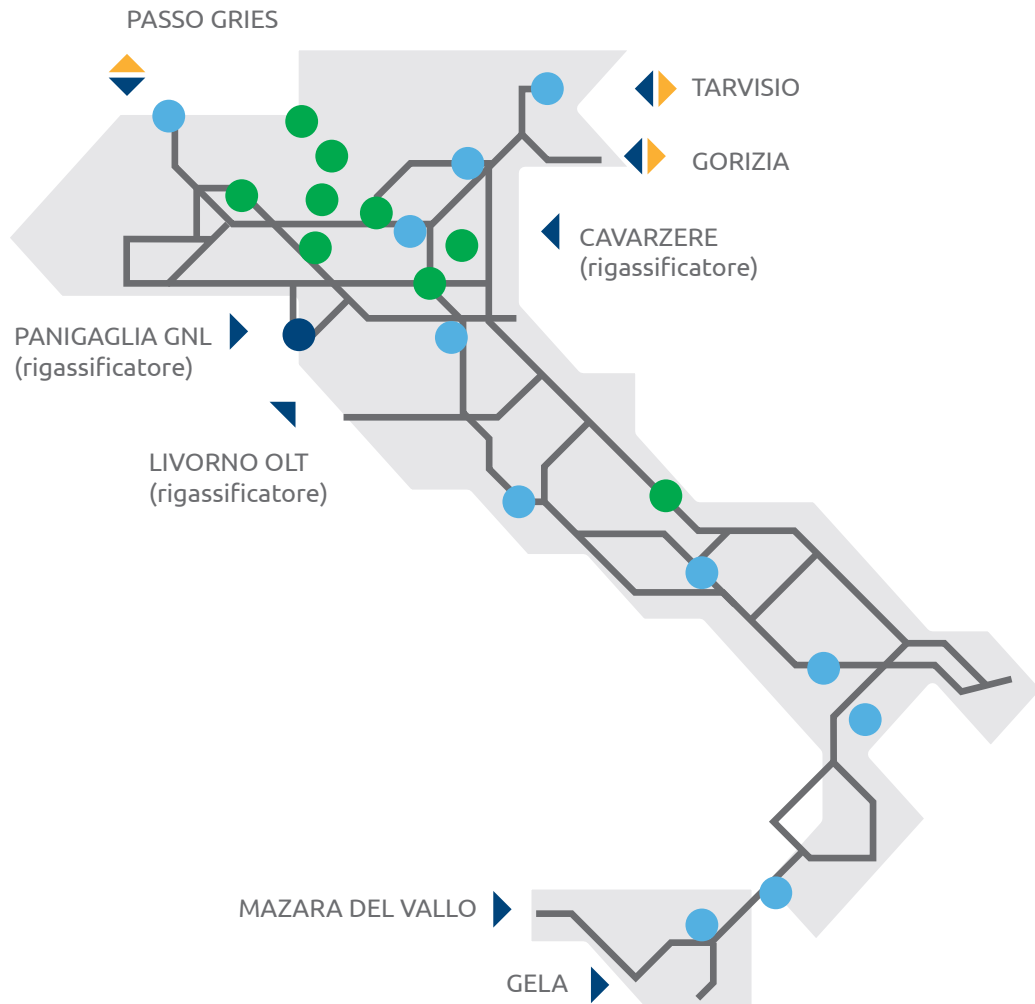 PASSO GRIES
TARVISIO
GORIZIA
CAVARZERE
(rigassificatore)
PANIGAGLIA GNL
(rigassificatore)
LIVORNO OLT
(rigassificatore)
MAZARA DEL VALLO
GELA